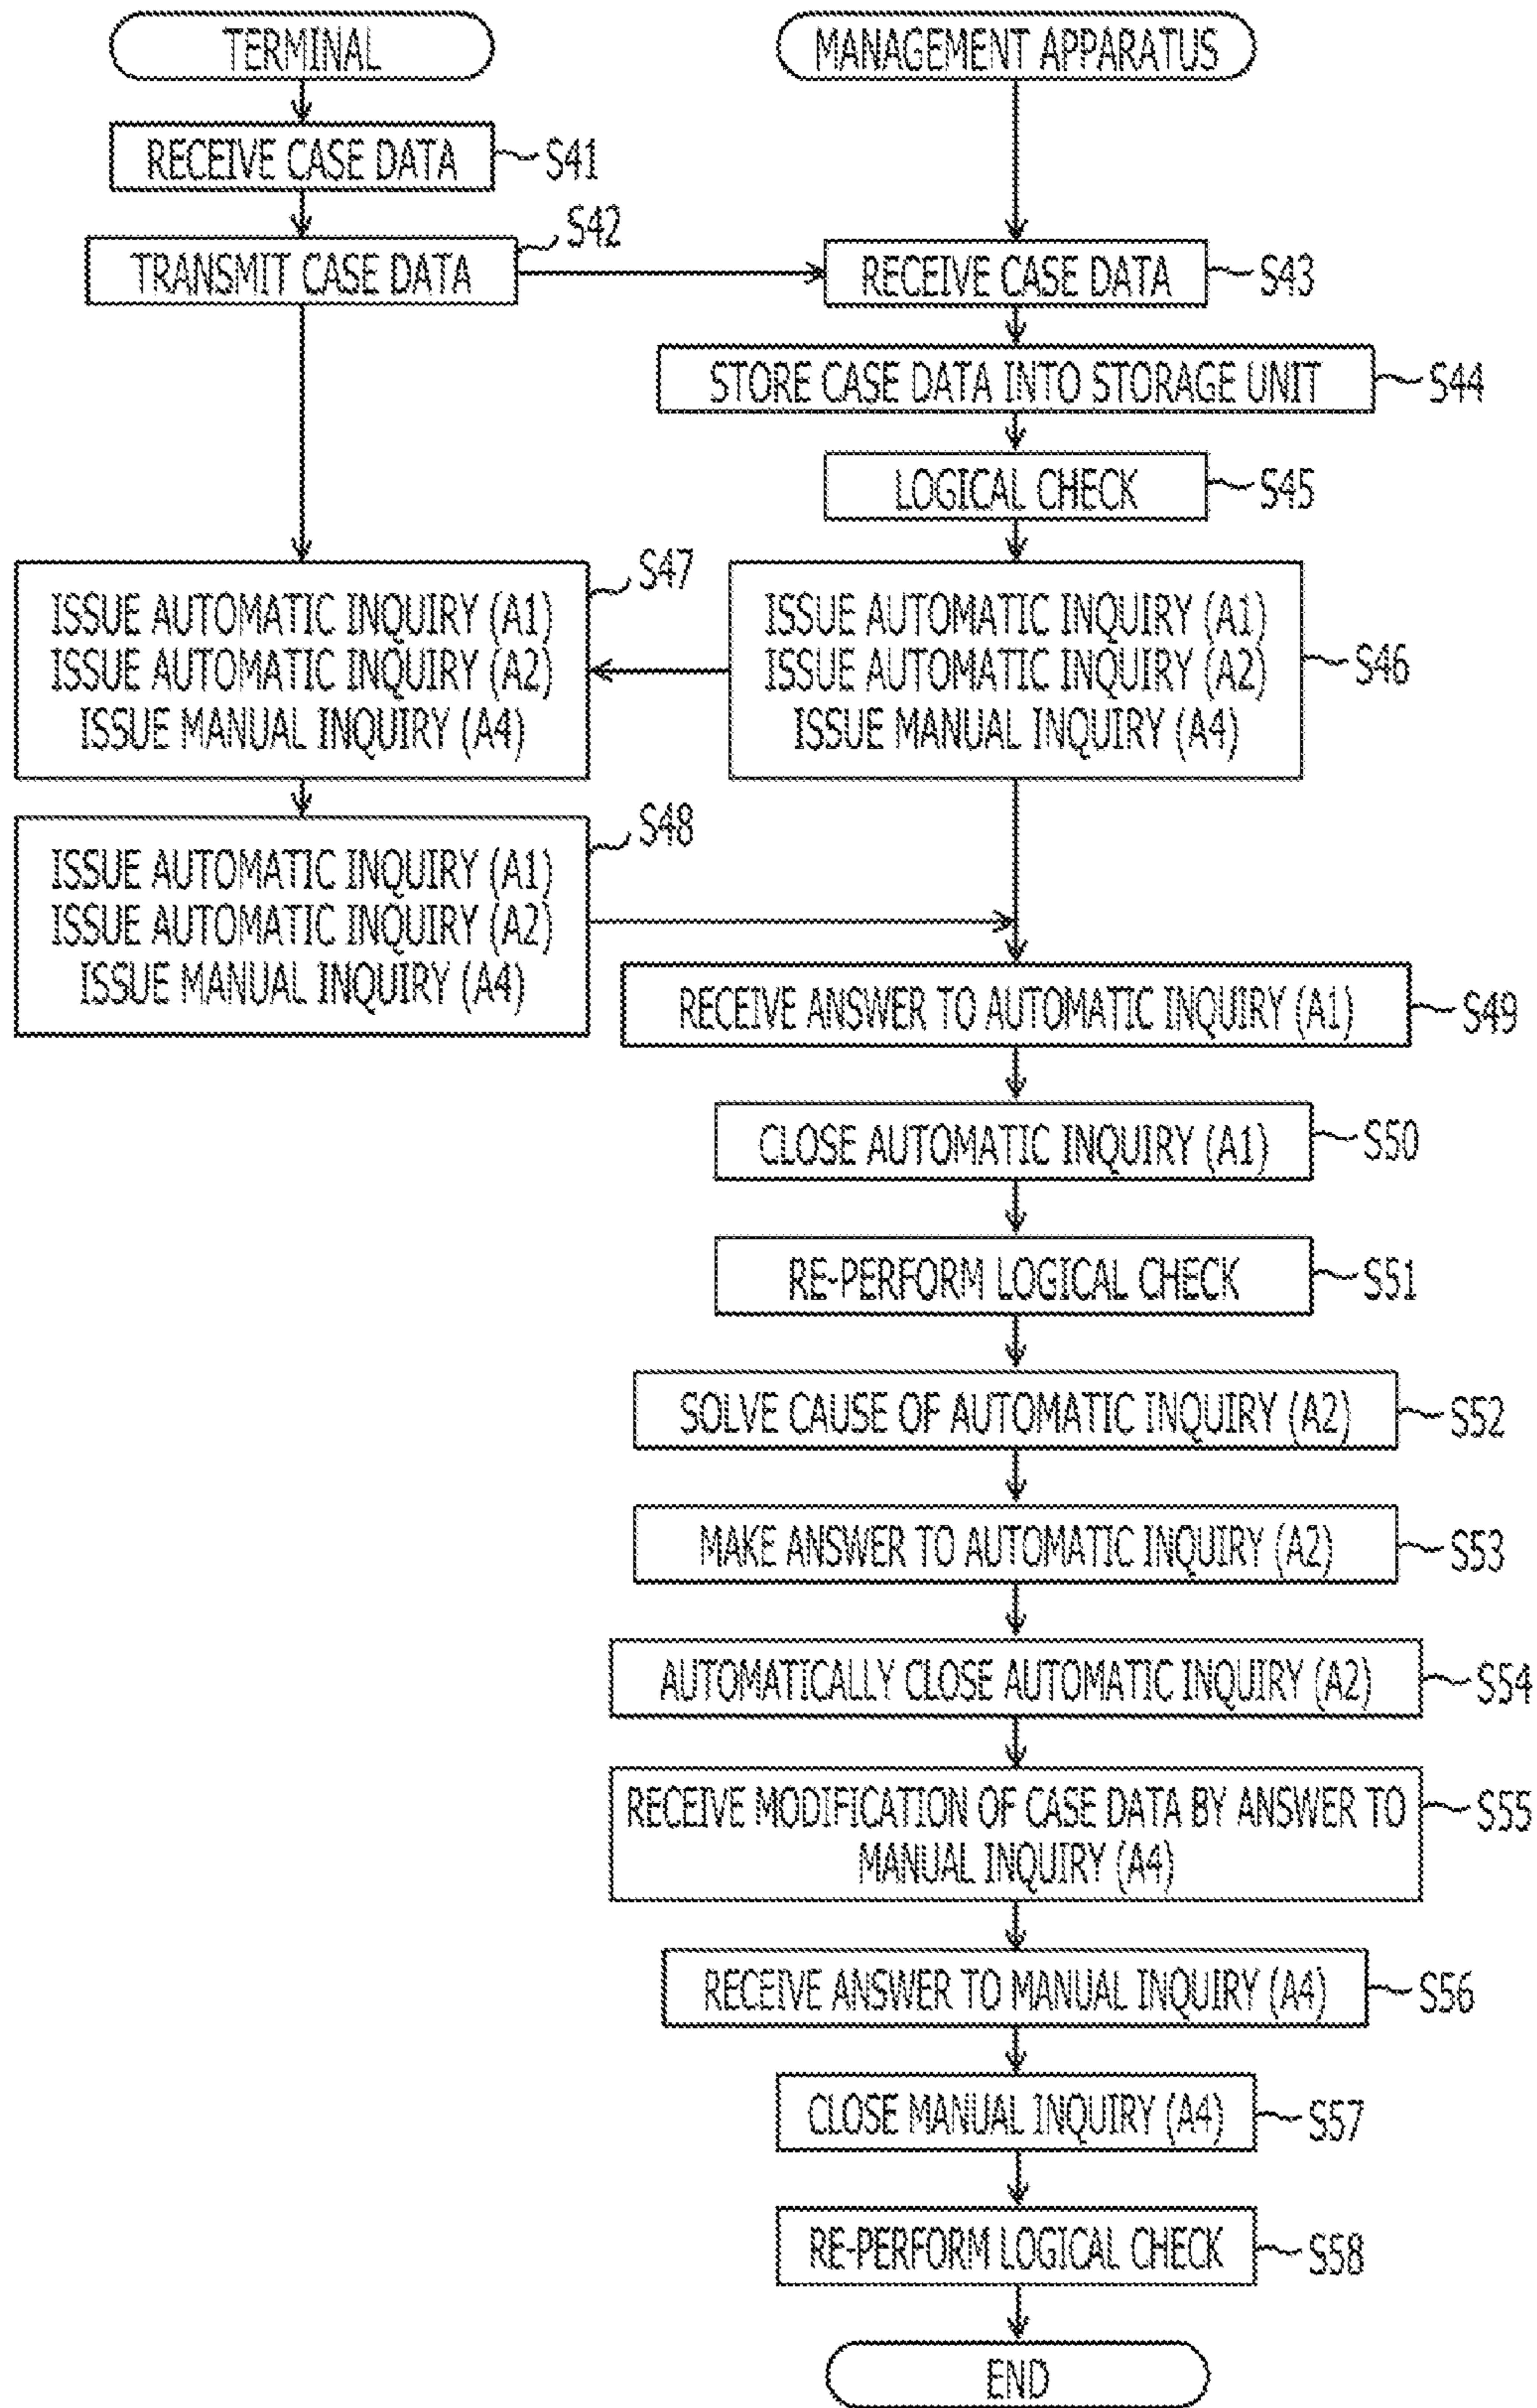 TERMINAL
MANAGEMENT APPARATUS
RECEIVE CASE DATA
S41
TRANSMIT CASE DATA
S42
RECEIVE CASE DATA
S43
STORE CASE DATA INTO STORAGE UNIT
S44
LOGICAL CHECK
S45
ISSUE AUTOMATIC INQUIRY (A1)
ISSUE AUTOMATIC INQUIRY (A2)
ISSUE MANUAL INQUIRY (A4)
S47
ISSUE AUTOMATIC INQUIRY (A1)
ISSUE AUTOMATIC INQUIRY (A2)
ISSUE MANUAL INQUIRY (A4)
S46
ISSUE AUTOMATIC INQUIRY (A1)
ISSUE AUTOMATIC INQUIRY (A2)
ISSUE MANUAL INQUIRY (A4)
S48
RECEIVE ANSWER TO AUTOMATIC INQUIRY (A1)
S49
CLOSE AUTOMATIC INQUIRY (A1)
S50
RE-PERFORM LOGICAL CHECK
S51
SOLVE CAUSE OF AUTOMATIC INQUIRY (A2)
S52
MAKE ANSWER TO AUTOMATIC INQUIRY (A2)
S53
AUTOMATICALLY CLOSE AUTOMATIC INQUIRY (A2)
S54
RECEIVE MODIFICATION OF CASE DATA BY ANSWER TO
MANUAL INQUIRY (A4)
S55
RECEIVE ANSWER TO MANUAL INQUIRY (A4)
S56
CLOSE MANUAL INQUIRY (A4)
S57
RE-PERFORM LOGICAL CHECK
S58
END